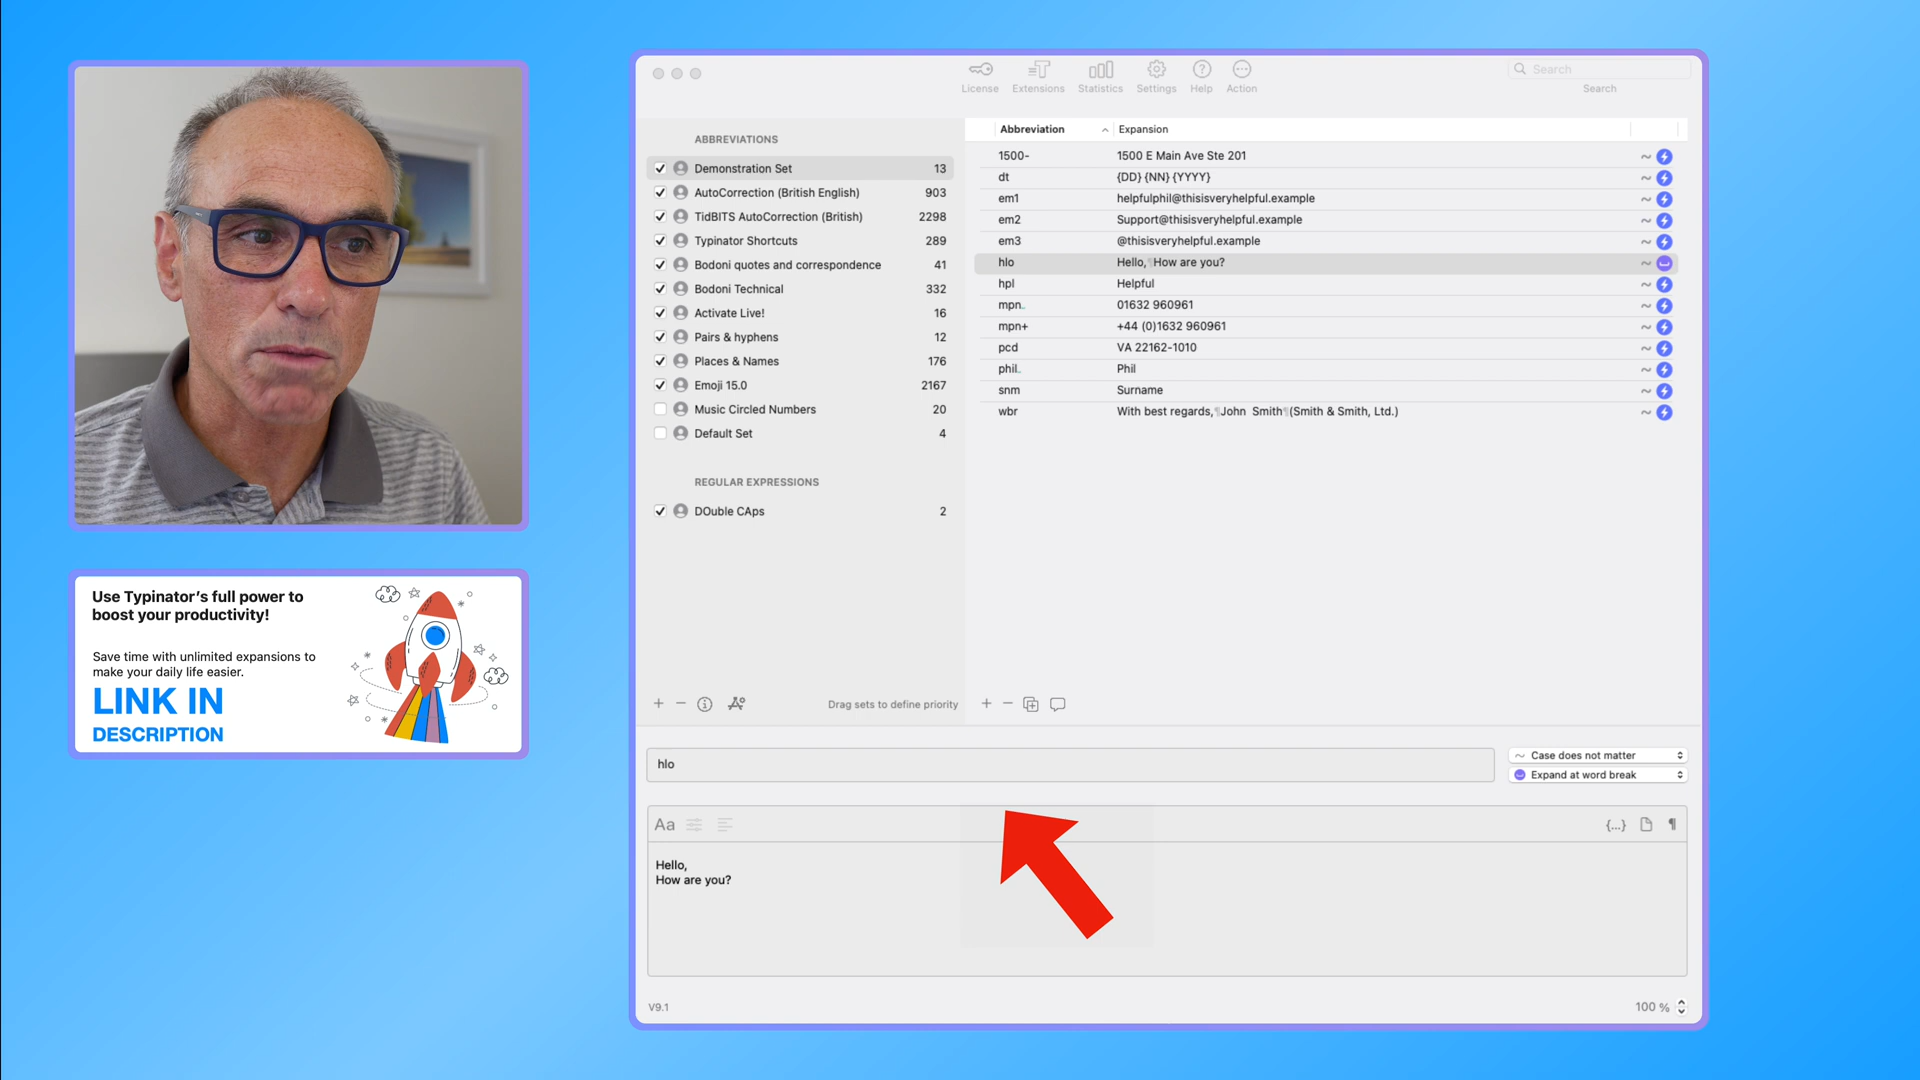 License
Extensions
Statistics
Settings
Help
Action
Search
Search
ABBREVIATIONS
Demonstration Set 13
AutoCorrection (British English) 903
TidBITS AutoCorrection (British) 2298
Typinator Shortcuts 289
Bodoni quotes and correspondence 41
Bodoni Technical 332
Activate Live! 16
Pairs & hyphens 12
Places & Names 176
Emoji 15.0 2167
Music Circled Numbers 20
Default Set 4
REGULAR EXPRESSIONS
DOuble CAps 2
Drag sets to define priority
Abbreviation Expansion
1500- 1500 E Main Ave Ste 201
dt {DD} {NN} {YYYY}
em1 helpfulphil@thisisveryhelpful.example
em2 Support@thisisveryhelpful.example
em3 @thisisveryhelpful.example
hlo Hello,¶How are you?
hpl Helpful
mpn.. 01632 960961
mpn+ +44 (0)1632 960961
pcd VA 22162-1010
phil.. Phil
snm Surname
wbr With best regards,¶John  Smith¶(Smith & Smith, Ltd.)
hlo
~ Case does not matter
Expand at word break
Aa
{...} ¶
Hello,
How are you?
V9.1
100 %
Use Typinator's full power to
boost your productivity!
Save time with unlimited expansions to
make your daily life easier.
LINK IN
DESCRIPTION